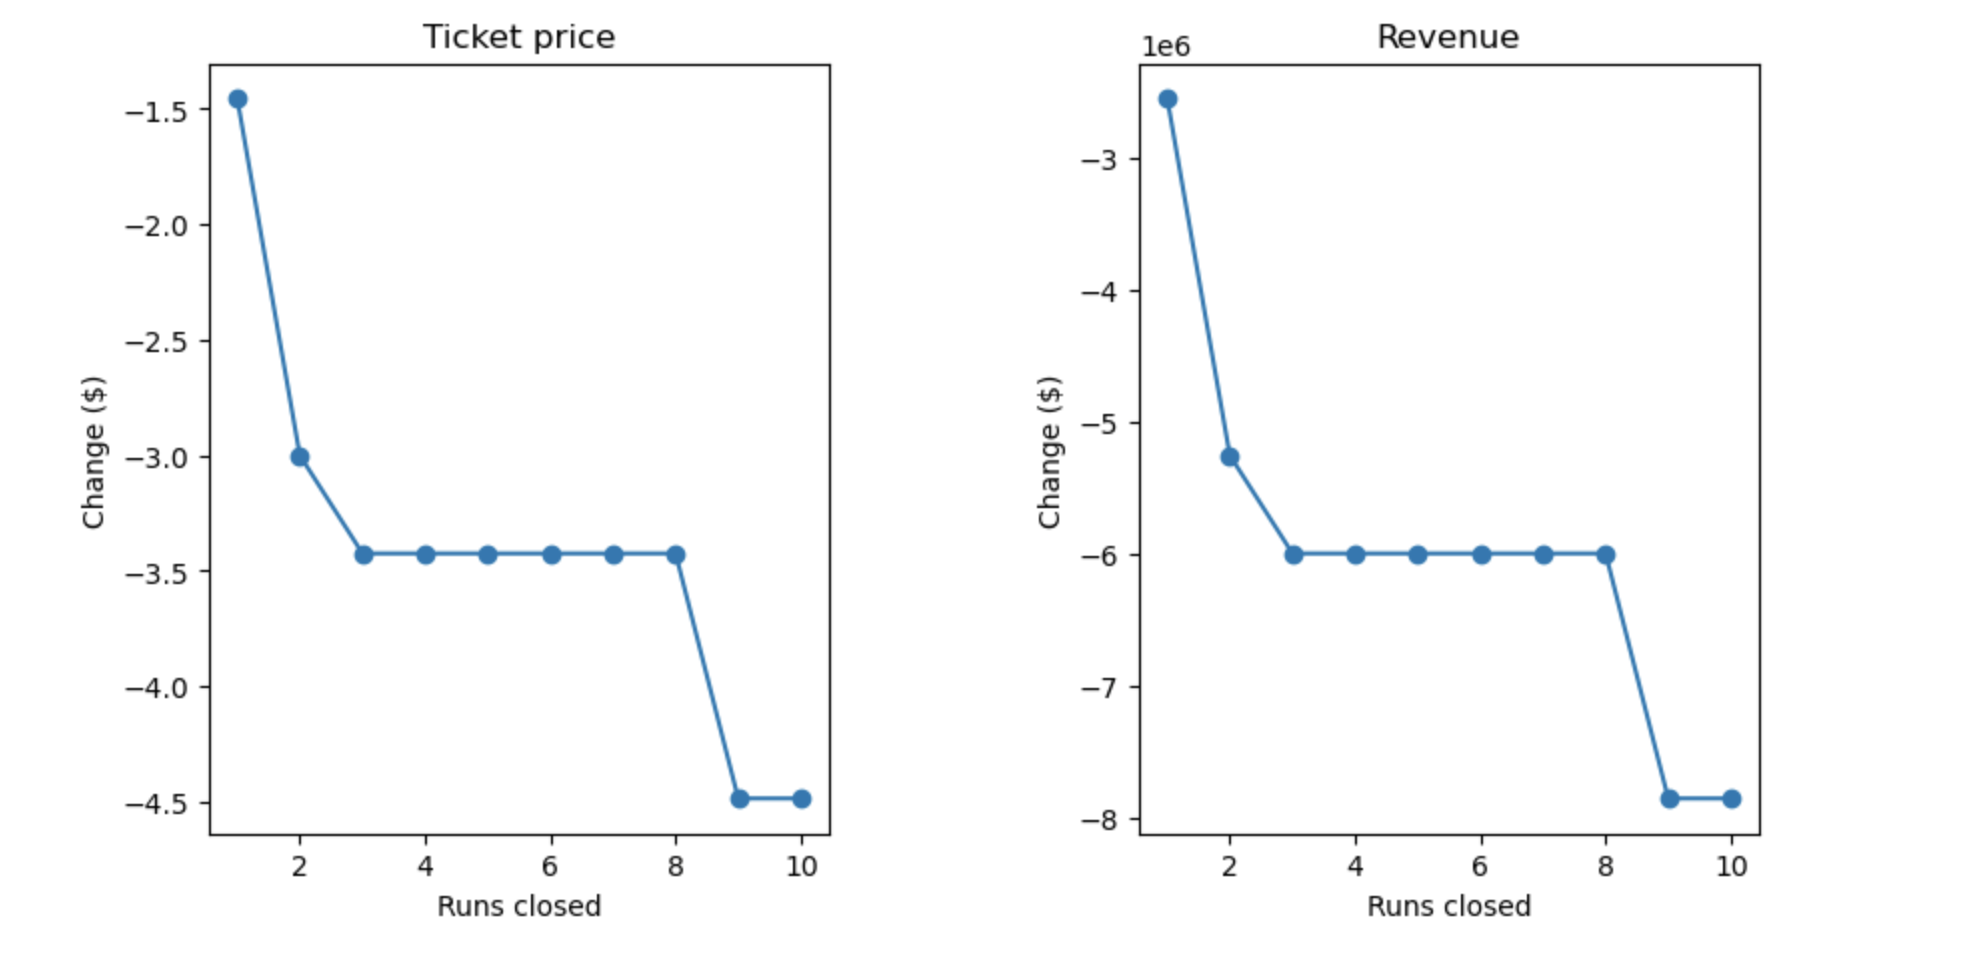 Ticket price
Change ($)
−1.5
−2.0
−2.5
−3.0
−3.5
−4.0
−4.5
2 4 6 8 10
Runs closed
Revenue
1e6
Change ($)
−3
−4
−5
−6
−7
−8
2 4 6 8 10
Runs closed